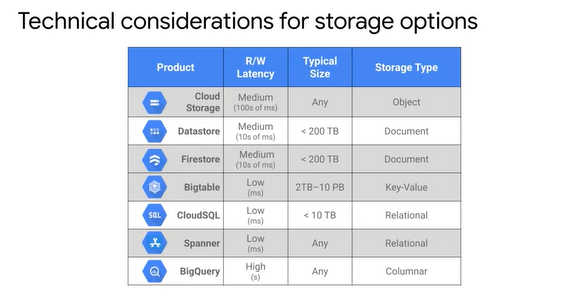 Technical considerations for storage options
Product R/W Latency Typical Size Storage Type
Cloud Storage Medium (100s of ms) Any Object
Datastore Medium (10s of ms) < 200 TB Document
Firestore Medium (10s of ms) < 200 TB Document
Bigtable Low (ms) 2TB–10 PB Key-Value
SQL CloudSQL Low (ms) < 10 TB Relational
Spanner Low (ms) Any Relational
BigQuery High (s) Any Columnar